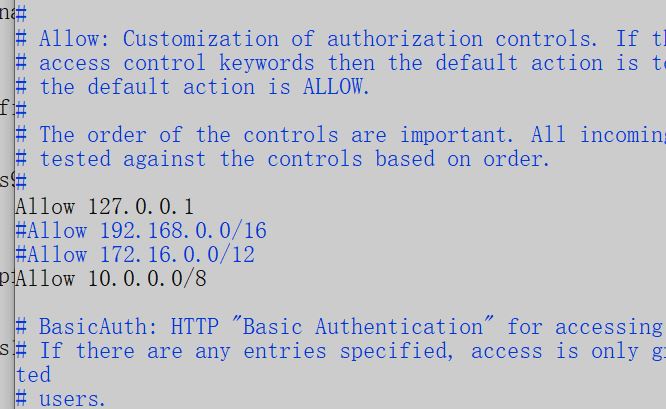 #
# Allow: Customization of authorization controls. If
# access control keywords then the default action is
# the default action is ALLOW.
#
# The order of the controls are important. All incoming
# tested against the controls based on order.
#
Allow 127.0.0.1
#Allow 192.168.0.0/16
#Allow 172.16.0.0/12
Allow 10.0.0.0/8
# BasicAuth: HTTP "Basic Authentication" for accessing
# If there are any entries specified, access is only
ted
# users.